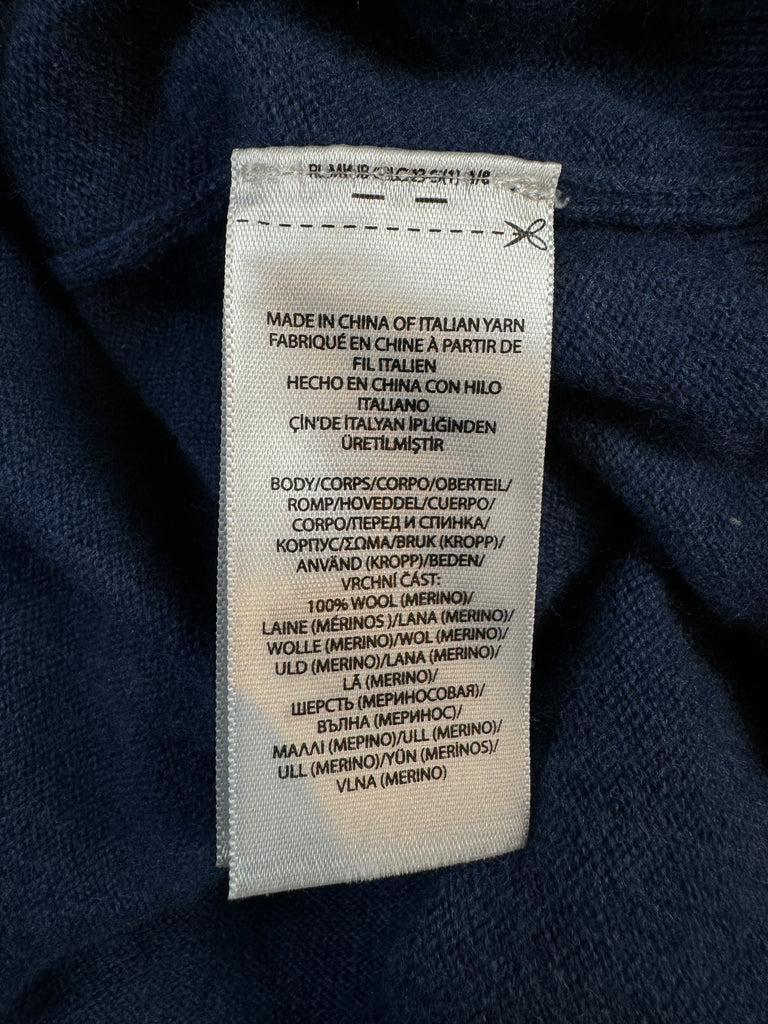 MADE IN CHINA OF ITALIAN YARN
FABRIQUÉ EN CHINE À PARTIR DE
FIL ITALIEN
HECHO EN CHINA CON HILO
ITALIANO
ÇİN'DE İTALYAN İPLİĞİNDEN
ÜRETİLMİŞTİR
BODY/CORPS/CORPO/OBERTEIL/
ROMP/HOVEDDEL/CUERPO/
CORPO/ПЕРЕД И СПИНКА/
КОРПУС/ΣΩΜΑ/BRUK (KROPP)/
ANVÄND (KROPP)/BEDEN/
VRCHNÍ ČÁST:
100% WOOL (MERINO)/
LAINE (MÉRINOS )/LANA (MERINO)/
WOLLE (MERINO)/WOL (MERINO)/
ULD (MERINO)/LANA (MERINO)/
LÃ (MERINO)/
ШЕРСТЬ (МЕРИНОСОВАЯ)/
ВЪЛНА (МЕРИНОС)/
ΜΑΛΛΙ (ΜΕΡΙΝΟ)/ULL (MERINO)/
ULL (MERINO)/YÜN (MERİNOS)/
VLNA (MERINO)